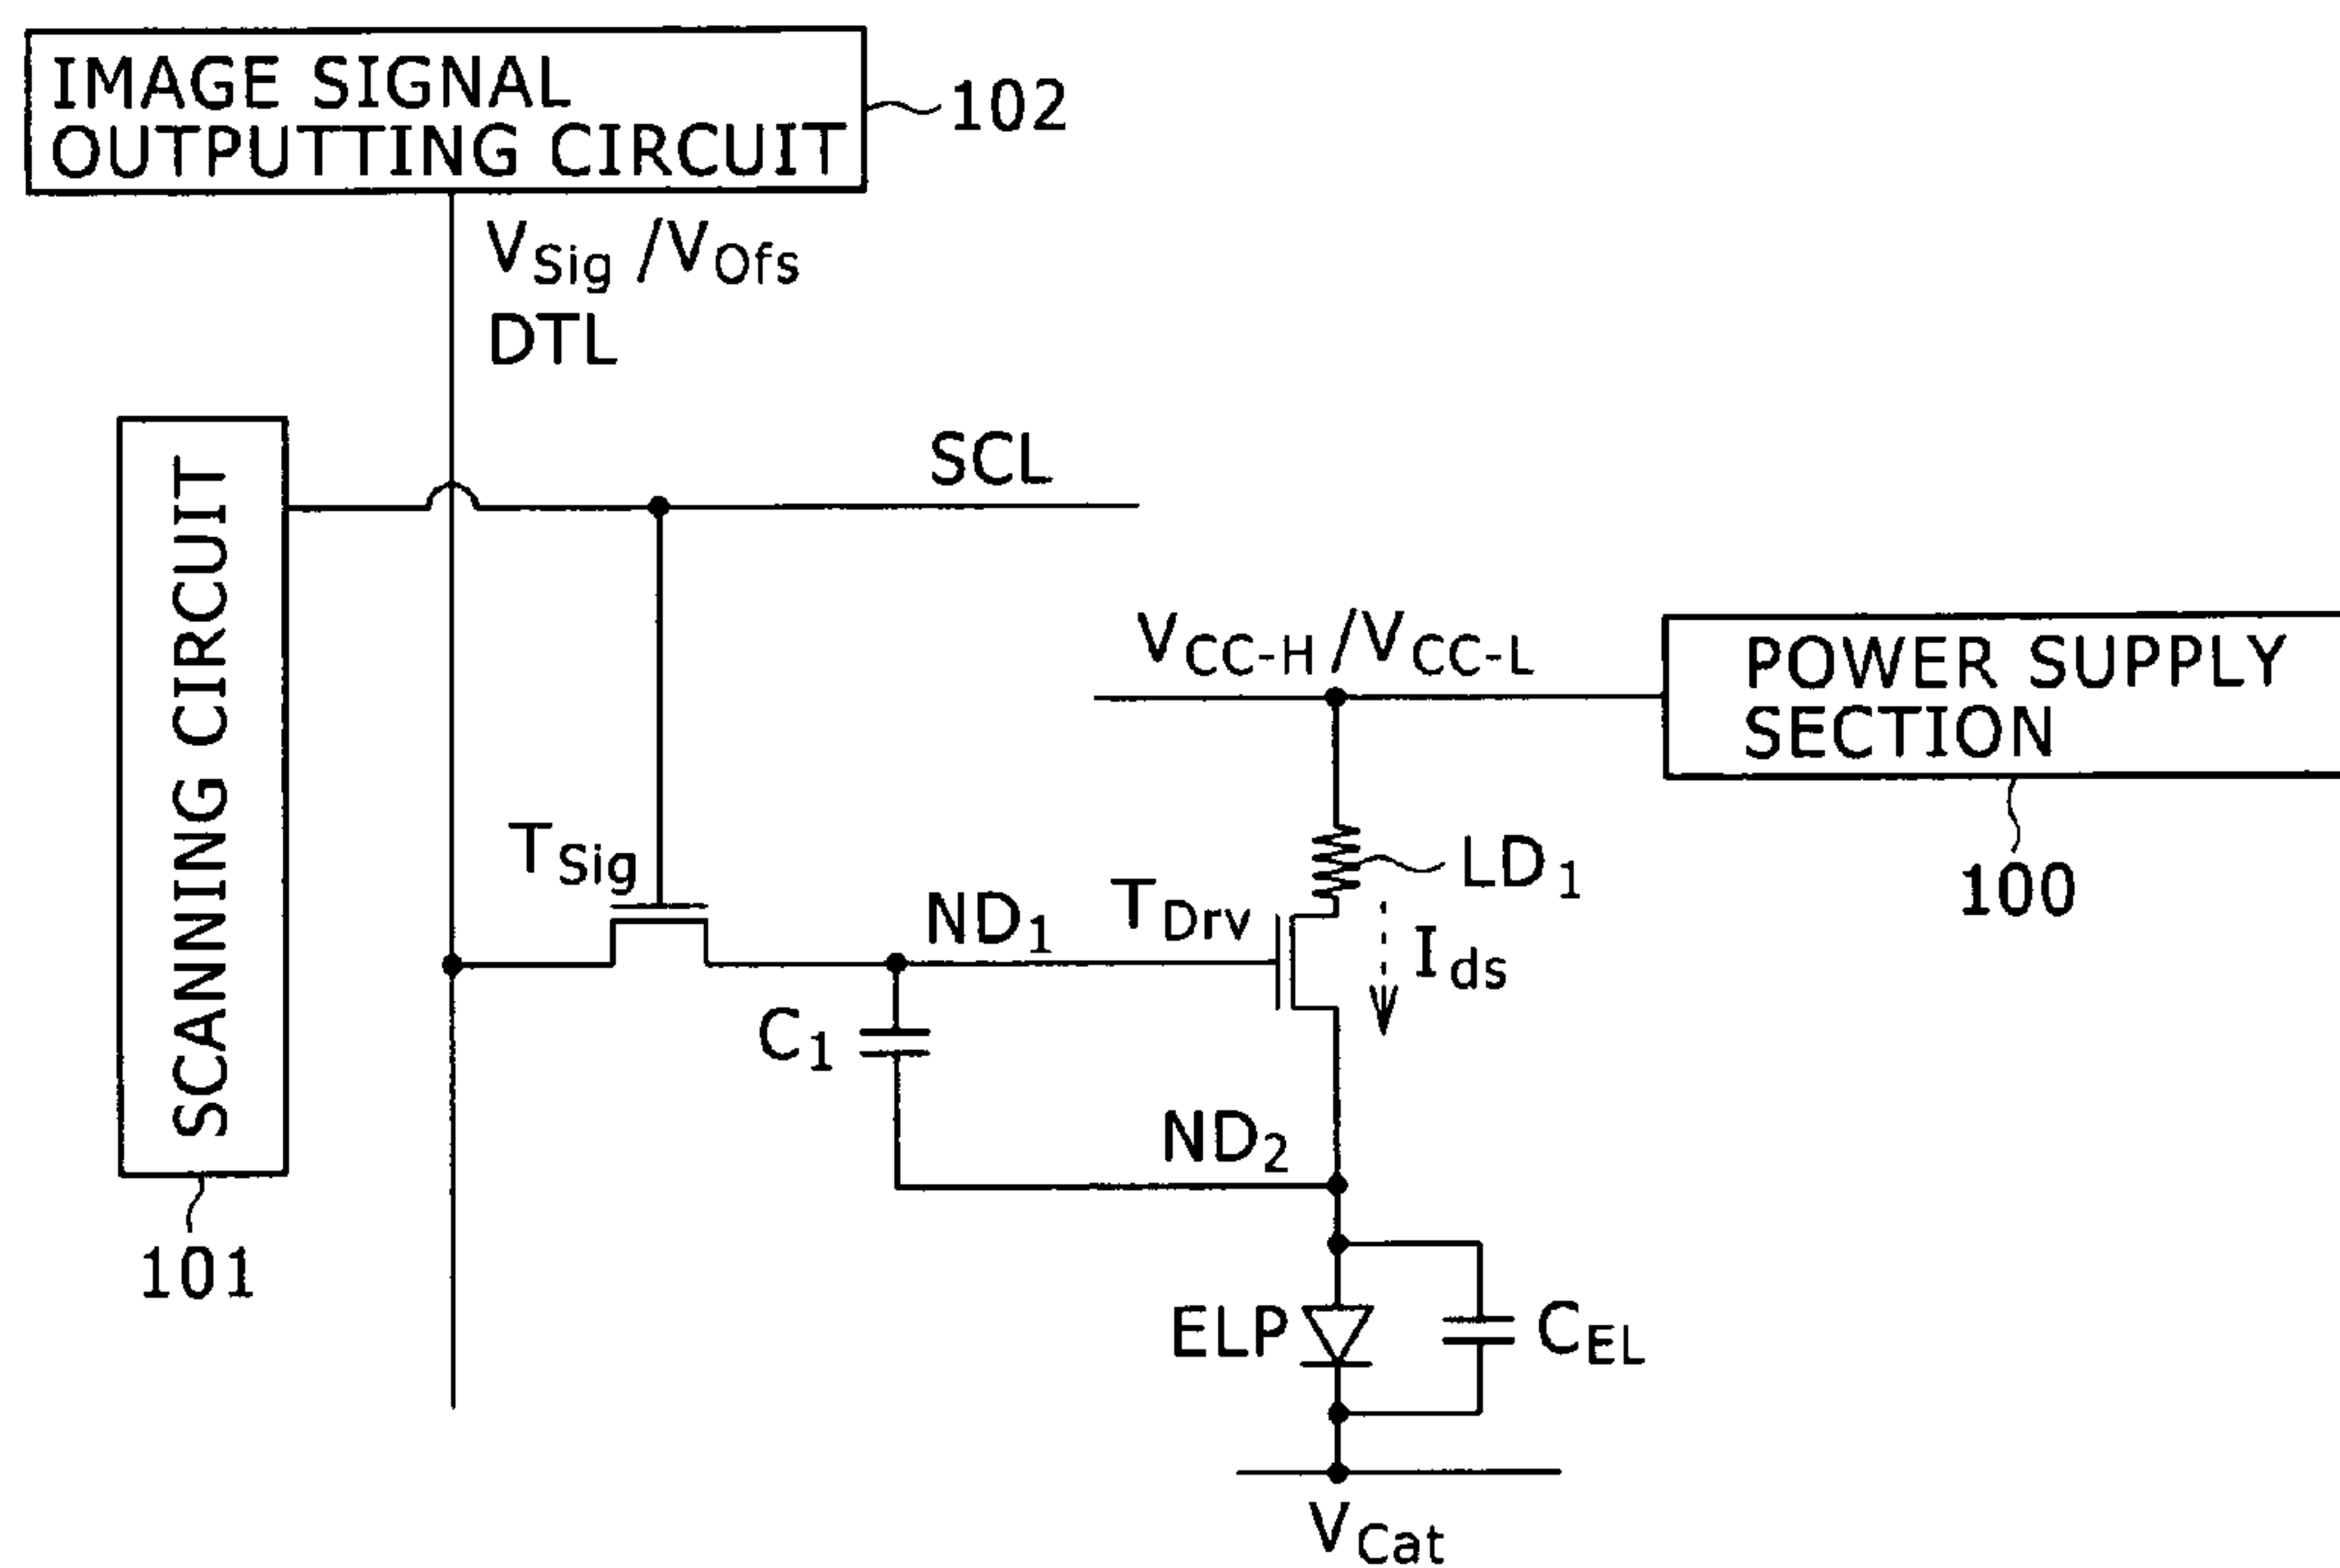 IMAGE SIGNAL
OUTPUTTING CIRCUIT
102
VSig /VOfs
DTL
SCL
SCANNING CIRCUIT
101
VCC-H /VCC-L
POWER SUPPLY
SECTION
100
TSig
LD1
ND1
TDrv
Ids
C1
ND2
ELP
CEL
VCat